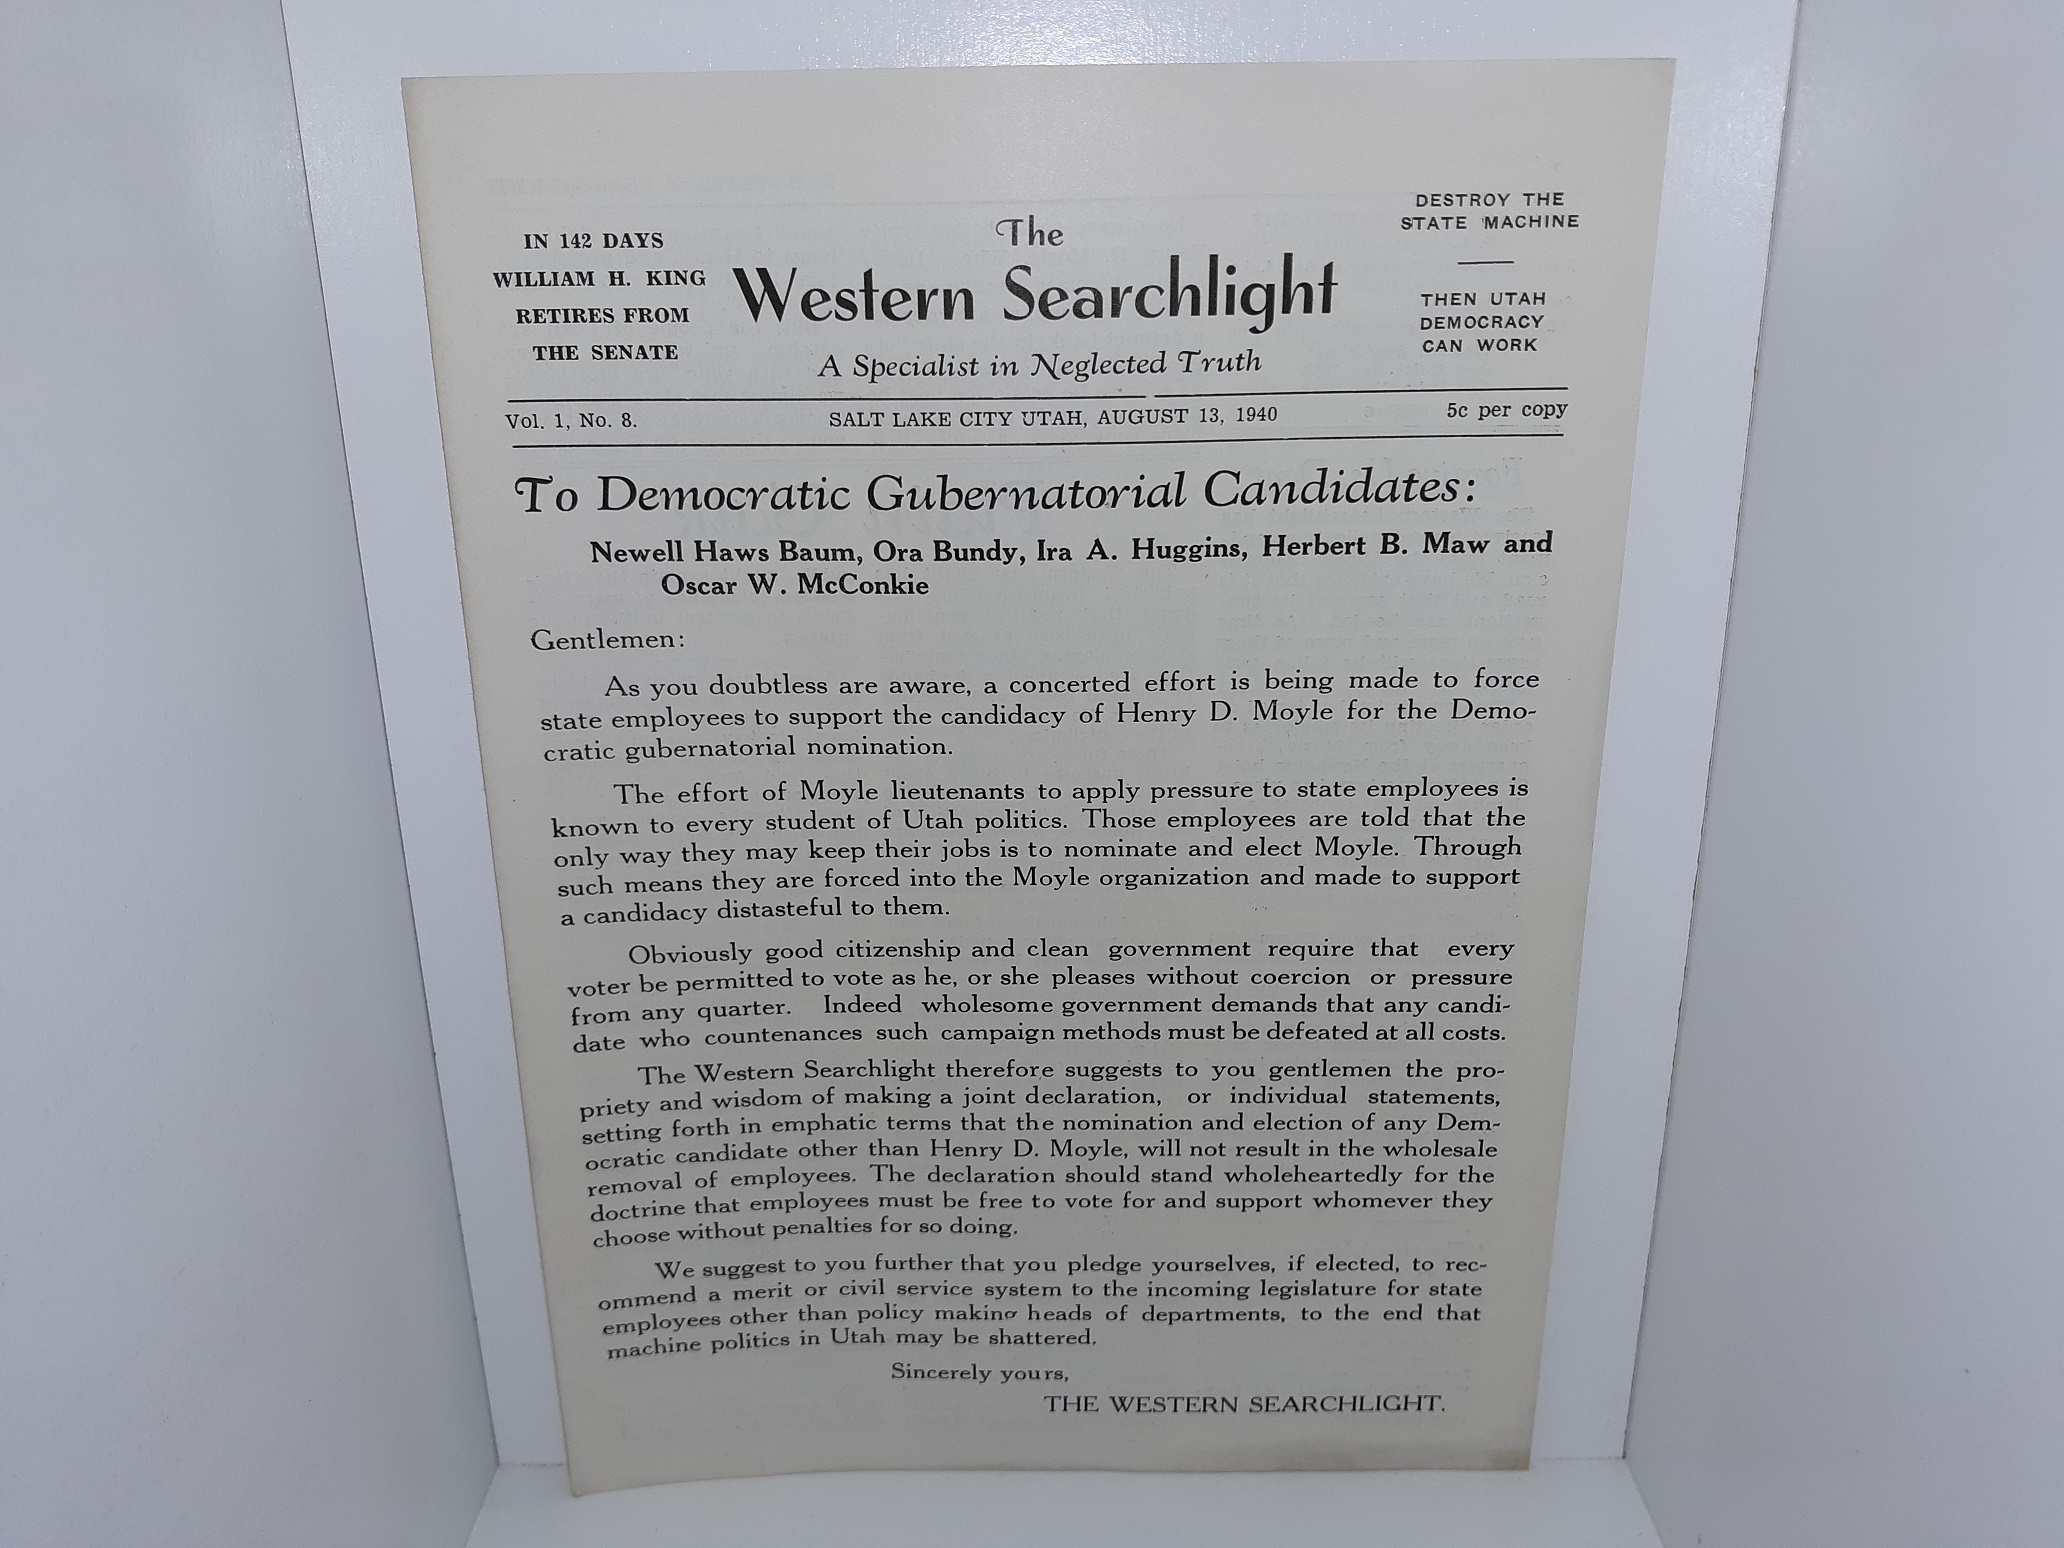 IN 142 DAYS
WILLIAM H. KING
RETIRES FROM
THE SENATE
The
Western Searchlight
A Specialist in Neglected Truth
DESTROY THE
STATE MACHINE
THEN UTAH
DEMOCRACY
CAN WORK
Vol. 1, No. 8. SALT LAKE CITY UTAH, AUGUST 13, 1940 5c per copy
To Democratic Gubernatorial Candidates:
Newell Haws Baum, Ora Bundy, Ira A. Huggins, Herbert B. Maw and
Oscar W. McConkie
Gentlemen:
As you doubtless are aware, a concerted effort is being made to force
state employees to support the candidacy of Henry D. Moyle for the Demo-
cratic gubernatorial nomination.
The effort of Moyle lieutenants to apply pressure to state employees is
known to every student of Utah politics. Those employees are told that the
only way they may keep their jobs is to nominate and elect Moyle. Through
such means they are forced into the Moyle organization and made to support
a candidacy distasteful to them.
Obviously good citizenship and clean government require that every
voter be permitted to vote as he, or she pleases without coercion or pressure
from any quarter. Indeed wholesome government demands that any candi-
date who countenances such campaign methods must be defeated at all costs.
The Western Searchlight therefore suggests to you gentlemen the pro-
priety and wisdom of making a joint declaration, or individual statements,
setting forth in emphatic terms that the nomination and election of any Dem-
ocratic candidate other than Henry D. Moyle, will not result in the wholesale
removal of employees. The declaration should stand wholeheartedly for the
doctrine that employees must be free to vote for and support whomever they
choose without penalties for so doing.
We suggest to you further that you pledge yourselves, if elected, to rec-
ommend a merit or civil service system to the incoming legislature for state
employees other than policy making heads of departments, to the end that
machine politics in Utah may be shattered.
Sincerely yours,
THE WESTERN SEARCHLIGHT.